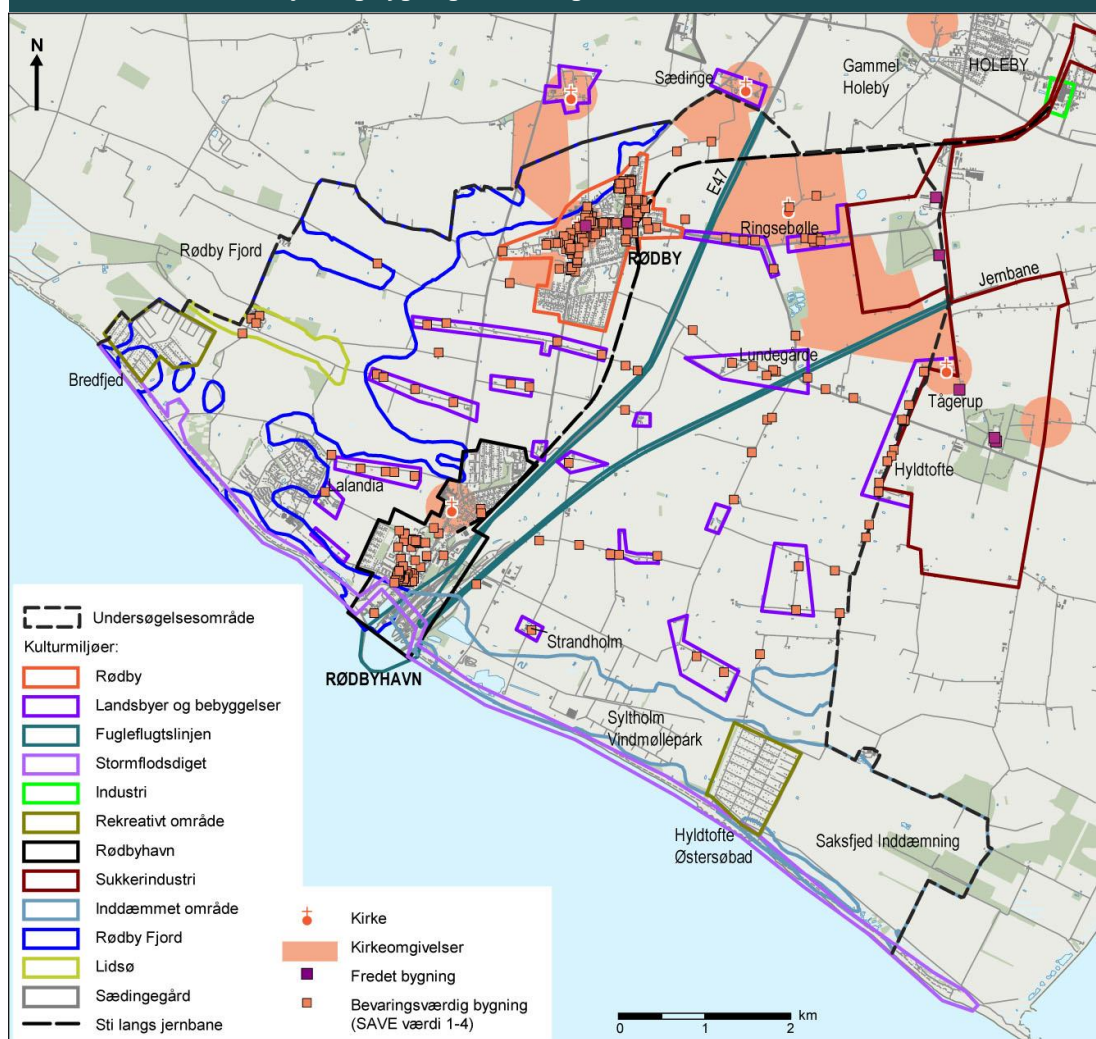 N
Sædinge
Gammel
Holeby
HOLEBY
E47
Ringsebølle
Rødby Fjord
RØDBY
Jernbane
Bredfjed
Lundegårde
Tågerup
Hyldtofte
Lalandia
Strandholm
RØDBYHAVN
Syltholm
Vindmøllepark
Hyldtofte
Østersøbad
Saksfjed Inddæmning
Undersøgelsesområde
Kulturmiljøer:
Rødby
Landsbyer og bebyggelser
Fugleflugtslinjen
Stormflodsdiget
Industri
Rekreativt område
Rødbyhavn
Sukkerindustri
Inddæmmet område
Rødby Fjord
Lidsø
Sædingegård
Sti langs jernbane
Kirke
Kirkeomgivelser
Fredet bygning
Bevaringsværdig bygning
(SAVE værdi 1-4)
0 1 2 km